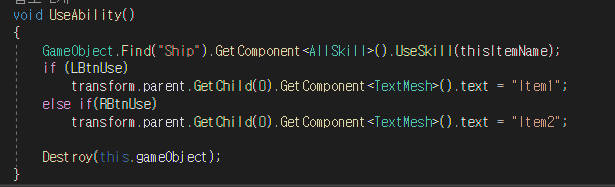 void UseAbility()
{
GameObject.Find("Ship").GetComponent<AllSkill>().UseSkill(thisItemName);
if (LBtnUse)
transform.parent.GetChild(0).GetComponent<TextMesh>().text = "Item1";
else if(RBtnUse)
transform.parent.GetChild(0).GetComponent<TextMesh>().text = "Item2";
Destroy(this.gameObject);
}